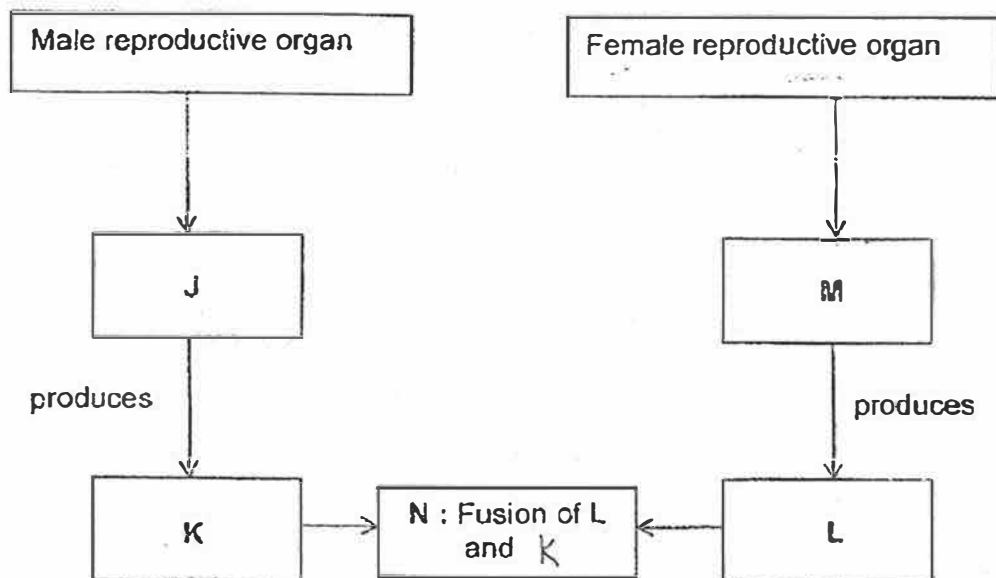 Male reproductive organ
Female reproductive organ
J
M
produces
produces
K
N : Fusion of L
and K
L